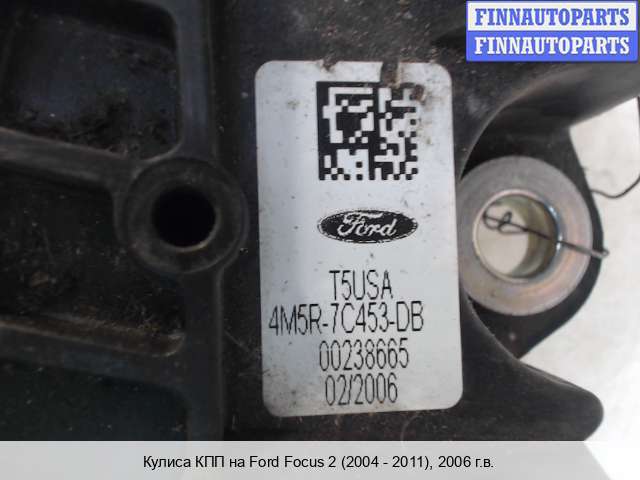 FINNAUTOPARTS
FINNAUTOPARTS
Ford
T5USA
4M5R-7C453-DB
00238665
02/2006
Кулиса КПП на Ford Focus 2 (2004 - 2011), 2006 г.в.